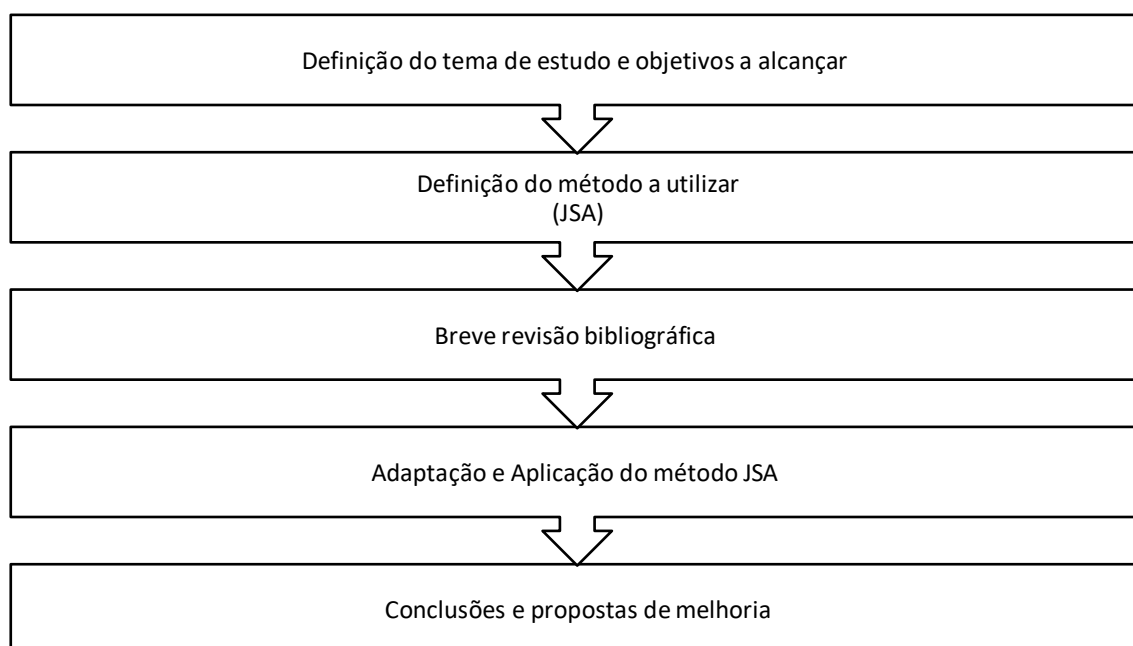 Definição do tema de estudo e objetivos a alcançar
Definição do método a utilizar
(JSA)
Breve revisão bibliográfica
Adaptação e Aplicação do método JSA
Conclusões e propostas de melhoria